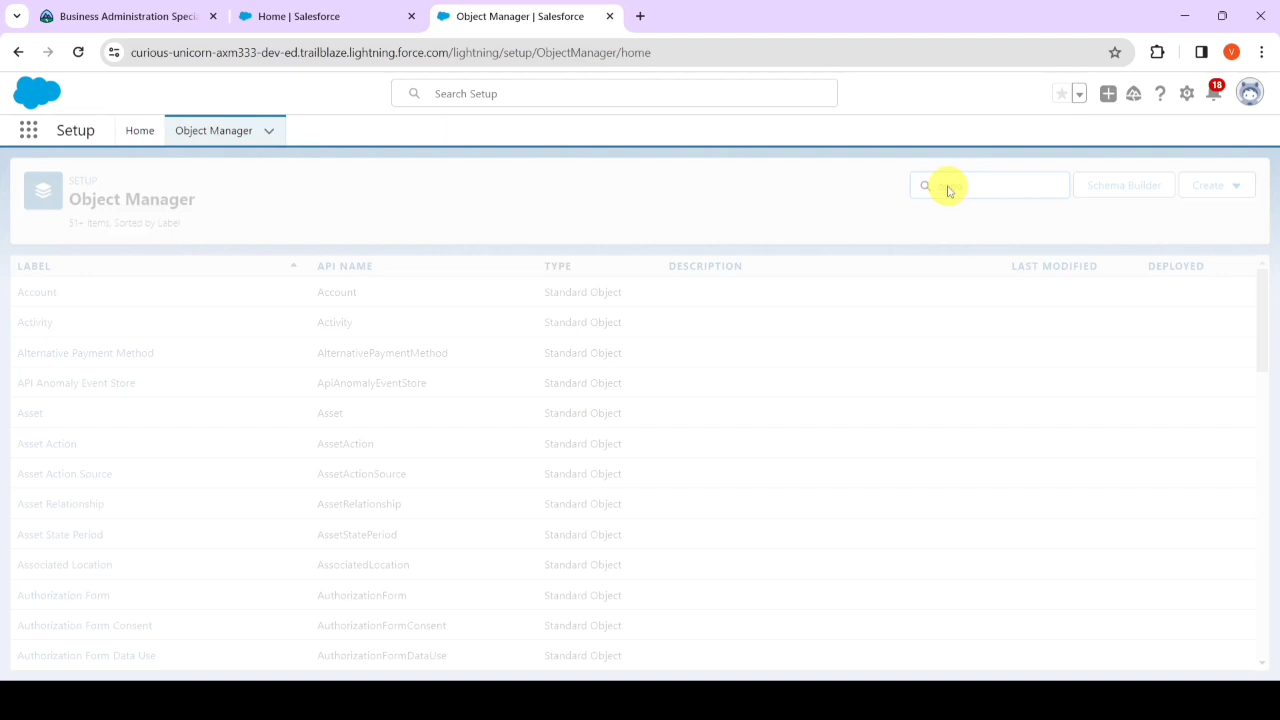 Business Administration Speci
Home | Salesforce
Object Manager | Salesforce
curious-unicorn-axm333-dev-ed.trailblaze.lightning.force.com/lightning/setup/ObjectManager/home
V
Search Setup
18
Setup
Home
Object Manager
SETUP
Object Manager
51+ Items, Sorted by Label
Schema Builder
Create
LABEL API NAME TYPE DESCRIPTION LAST MODIFIED DEPLOYED
Account Account Standard Object
Activity Activity Standard Object
Alternative Payment Method AlternativePaymentMethod Standard Object
API Anomaly Event Store ApiAnomalyEventStore Standard Object
Asset Asset Standard Object
Asset Action AssetAction Standard Object
Asset Action Source AssetActionSource Standard Object
Asset Relationship AssetRelationship Standard Object
Asset State Period AssetStatePeriod Standard Object
Associated Location AssociatedLocation Standard Object
Authorization Form AuthorizationForm Standard Object
Authorization Form Consent AuthorizationFormConsent Standard Object
Authorization Form Data Use AuthorizationFormDataUse Standard Object